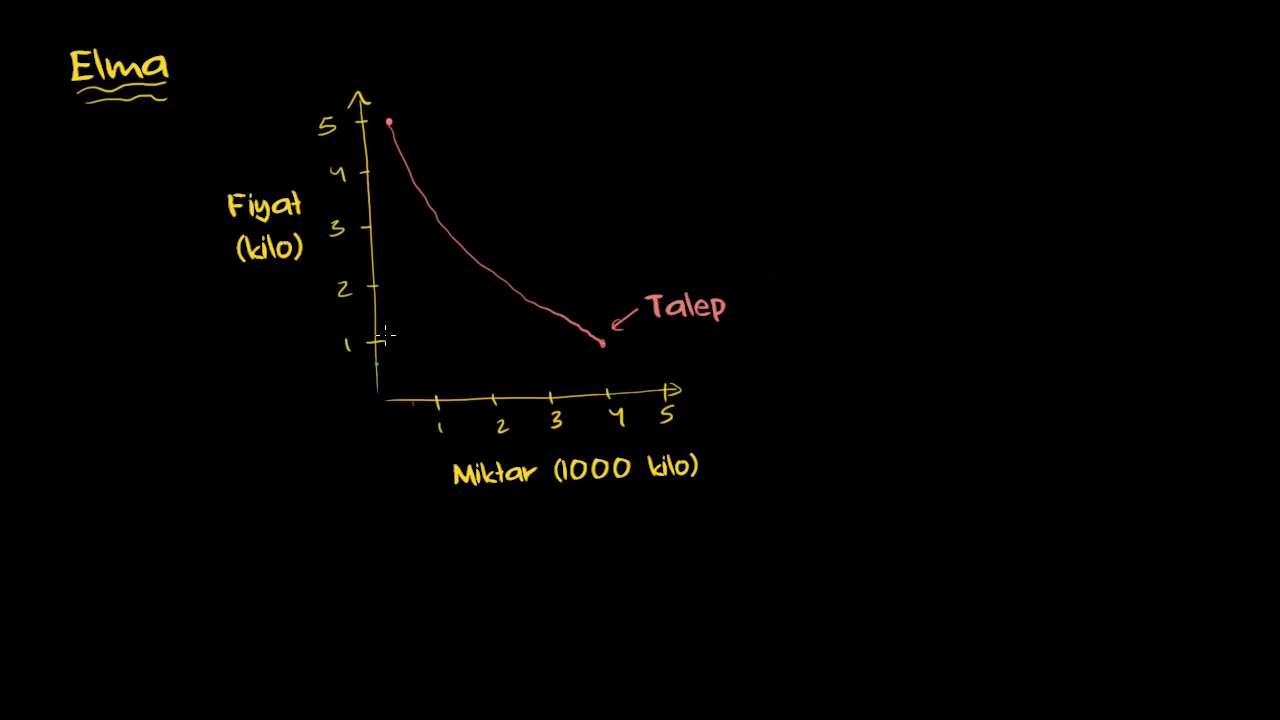 Elma
5
4
Fiyat
3
(kilo)
2
Talep
1
1 2 3 4 5
Miktar (1000 kilo)